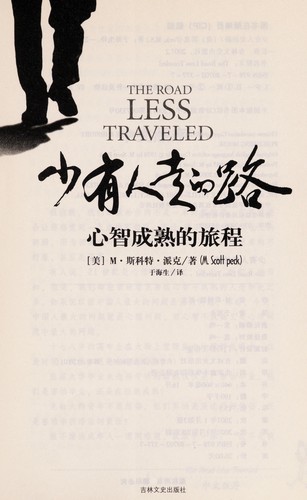 THE ROAD
LESS
TRAVELED
少有人走的路
心智成熟的旅程
[美] M·斯科特·派克/著 (M. Scott peck)
于海生/译
吉林文史出版社